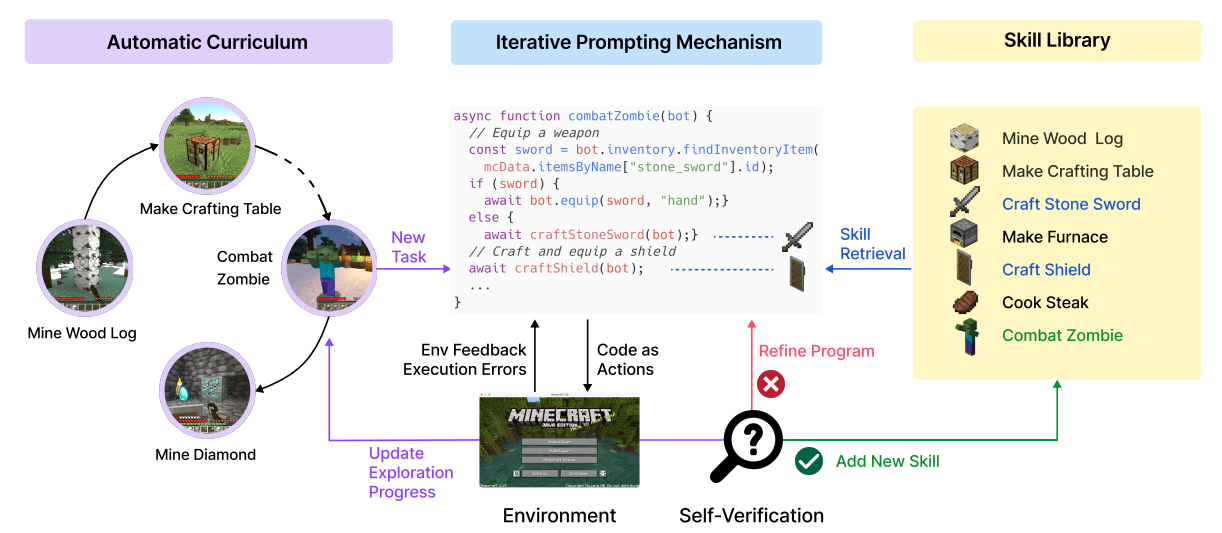 Automatic Curriculum
Iterative Prompting Mechanism
Skill Library
Make Crafting Table
Mine Wood Log
Combat
Zombie
Mine Diamond
New
Task
async function combatZombie(bot) {
// Equip a weapon
const sword = bot.inventory.findInventoryItem(
mcData.itemsByName["stone_sword"].id);
if (sword) {
await bot.equip(sword, "hand");}
else {
await craftStoneSword(bot);}
// Craft and equip a shield
await craftShield(bot);
...
}
Skill
Retrieval
Mine Wood Log
Make Crafting Table
Craft Stone Sword
Make Furnace
Craft Shield
Cook Steak
Combat Zombie
Env Feedback
Execution Errors
Code as
Actions
Refine Program
Update
Exploration
Progress
MINECRAFT
JAVA EDITION
Environment
?
Self-Verification
Add New Skill